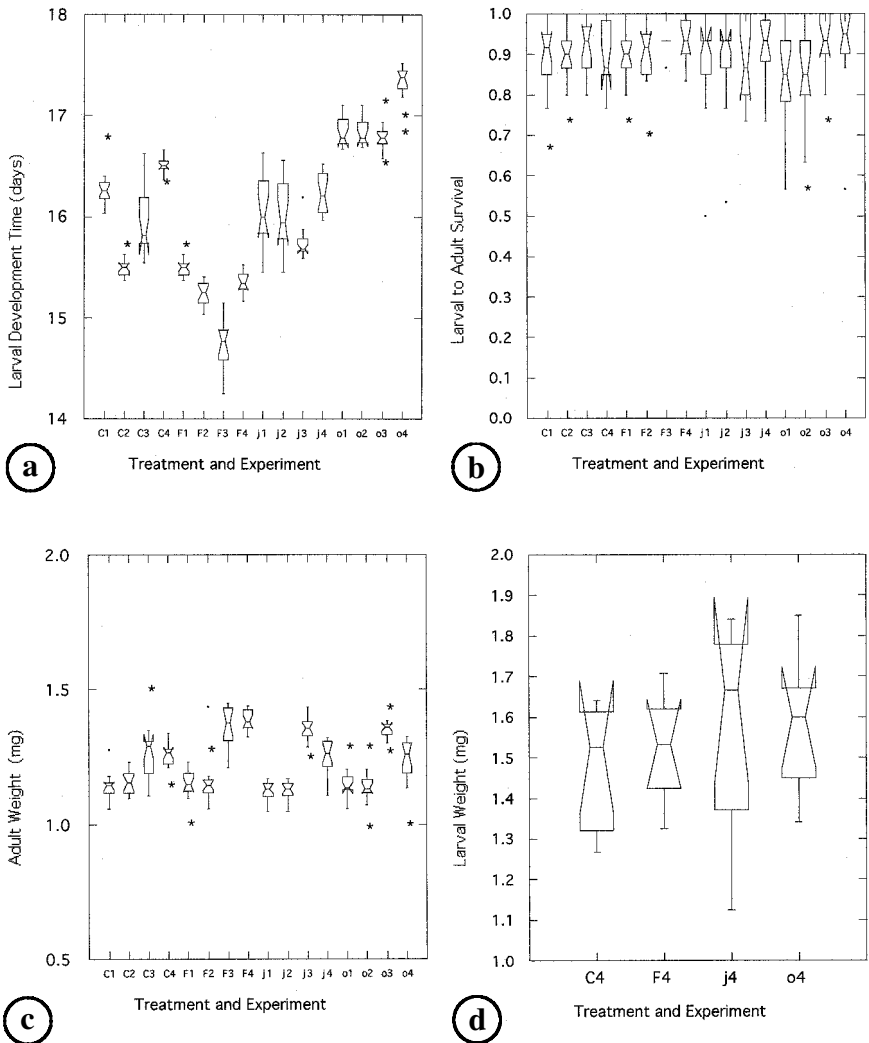 18
17
16
15
14
Larval Development Time (days)
C1 C2 C3 C4 F1 F2 F3 F4 j1 j2 j3 j4 o1 o2 o3 o4
Treatment and Experiment
a
1.0
0.9
0.8
0.7
0.6
0.5
0.4
0.3
0.2
0.1
0.0
Larval to Adult Survival
C1 C2 C3 C4 F1 F2 F3 F4 j1 j2 j3 j4 o1 o2 o3 o4
Treatment and Experiment
b
2.0
1.5
1.0
0.5
Adult Weight (mg)
C1 C2 C3 C4 F1 F2 F3 F4 j1 j2 j3 j4 o1 o2 o3 o4
Treatment and Experiment
c
2.0
1.9
1.8
1.7
1.6
1.5
1.4
1.3
1.2
1.1
1.0
Larval Weight (mg)
C4 F4 j4 o4
Treatment and Experiment
d